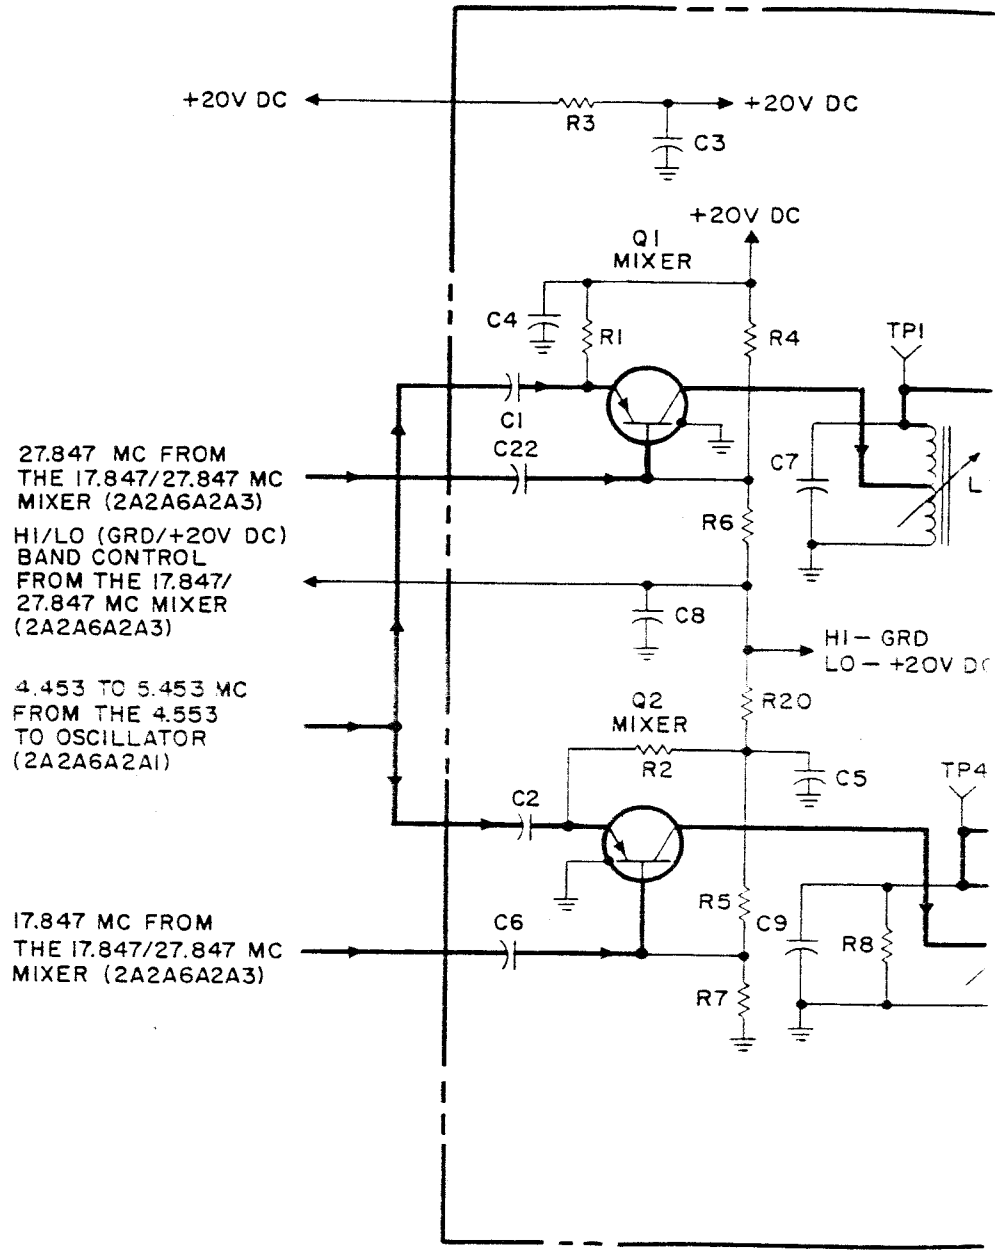 +20V DC
R3
+20V DC
C3
+20V DC
Q1
MIXER
C4
R1
R4
TP1
C1
C22
C7
L
27.847 MC FROM
THE 17.847/27.847 MC
MIXER (2A2A6A2A3)
R6
HI/LO (GRD/+20V DC)
BAND CONTROL
FROM THE 17.847/
27.847 MC MIXER
(2A2A6A2A3)
C8
HI - GRD
LO - +20V DC
4.453 TO 5.453 MC
FROM THE 4.553
TO OSCILLATOR
(2A2A6A2A1)
R20
Q2
MIXER
R2
C5
TP4
C2
R5
C9
R8
17.847 MC FROM
THE 17.847/27.847 MC
MIXER (2A2A6A2A3)
C6
R7